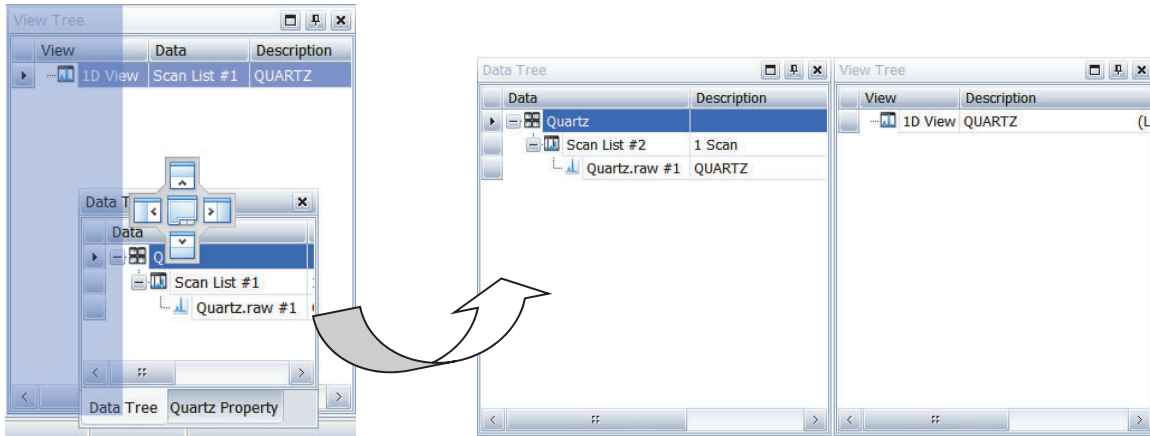 View Tree
View Data Description
1D View Scan List #1 QUARTZ
Data T
Data
Q
Scan List #1
Quartz.raw #1
Data Tree Quartz Property
Data Tree
Data Description
Quartz
Scan List #2 1 Scan
Quartz.raw #1 QUARTZ
View Tree
View Description
1D View QUARTZ (L